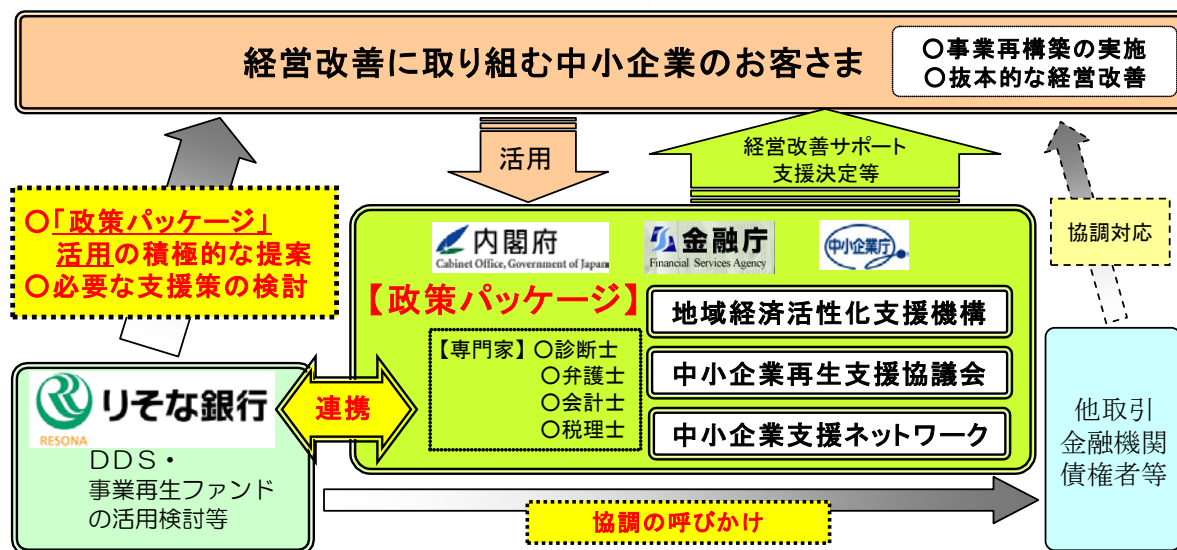 経営改善に取り組む中小企業のお客さま
〇事業再構築の実施
〇抜本的な経営改善
活用
経営改善サポート
支援決定等
〇「政策パッケージ」
活用の積極的な提案
〇必要な支援策の検討
協調対応
内閣府
Cabinet Office, Government of Japan
金融庁
Financial Services Agency
中小企業庁
【政策パッケージ】
地域経済活性化支援機構
【専門家】〇診断士
〇弁護士
〇会計士
〇税理士
中小企業再生支援協議会
中小企業支援ネットワーク
りそな銀行
RESONA
連携
DDS・
事業再生ファンド
の活用検討等
他取引
金融機関
債権者等
協調の呼びかけ